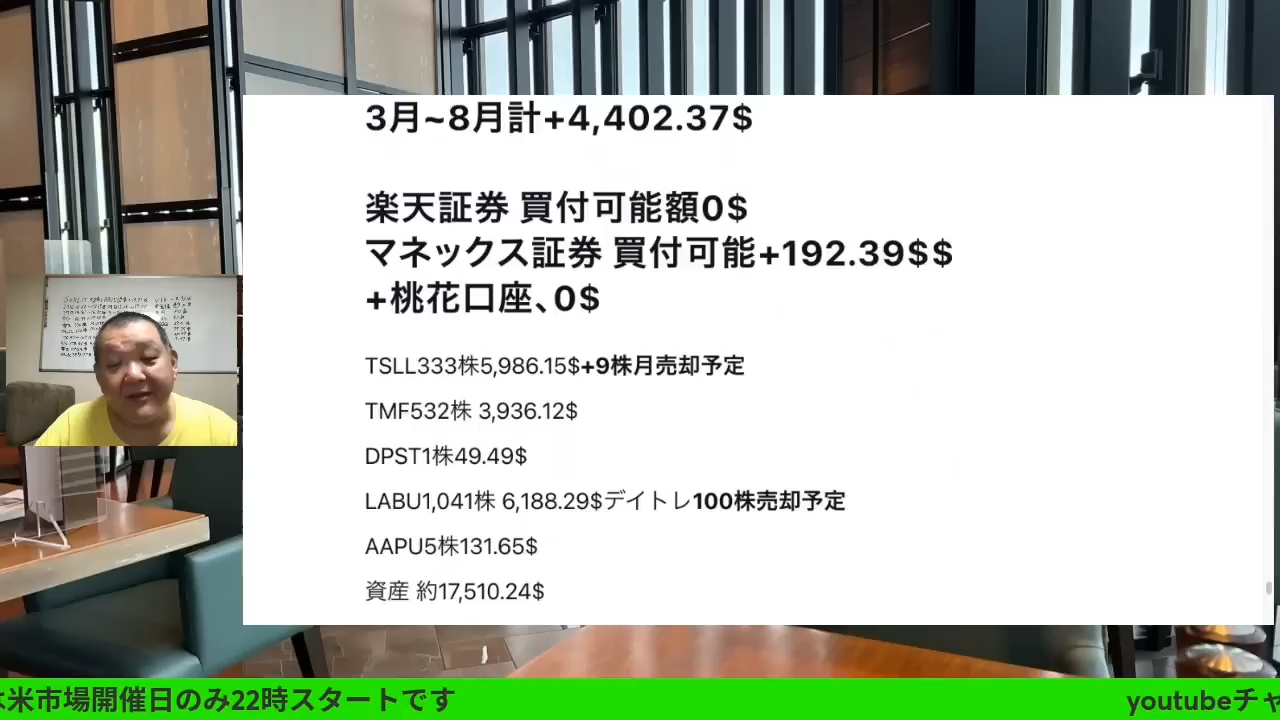 3月~8月計+4,402.37$
楽天証券 買付可能額0$
マネックス証券 買付可能+192.39$$
+桃花口座、0$
TSLL333株5,986.15$+9株月売却予定
TMF532株 3,936.12$
DPST1株49.49$
LABU1,041株 6,188.29$デイトレ100株売却予定
AAPU5株131.65$
資産 約17,510.24$
米市場開催日のみ22時スタートです
youtubeチャ